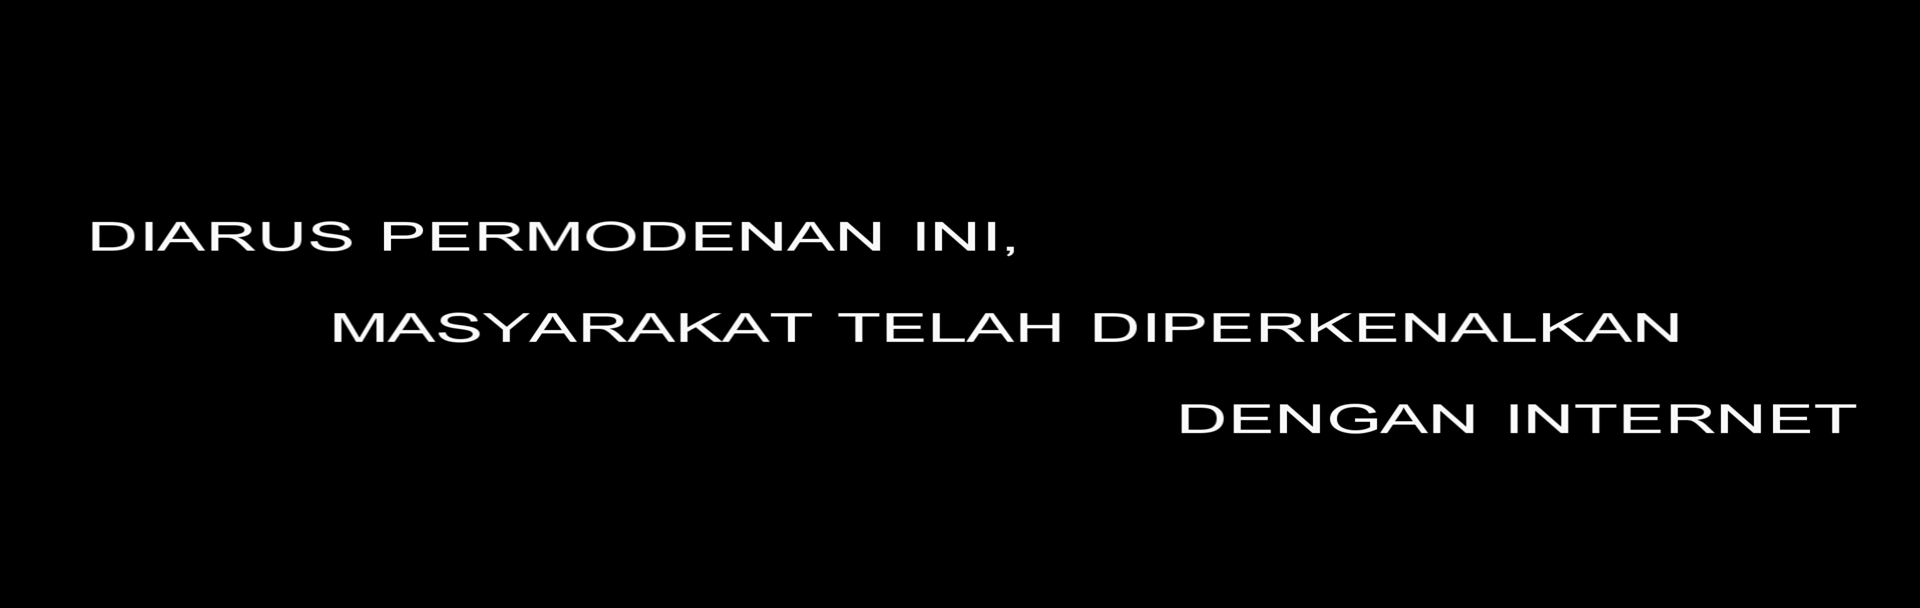 DIARUS PERMODENAN INI,
MASYARAKAT TELAH DIPERKENALKAN
DENGAN INTERNET